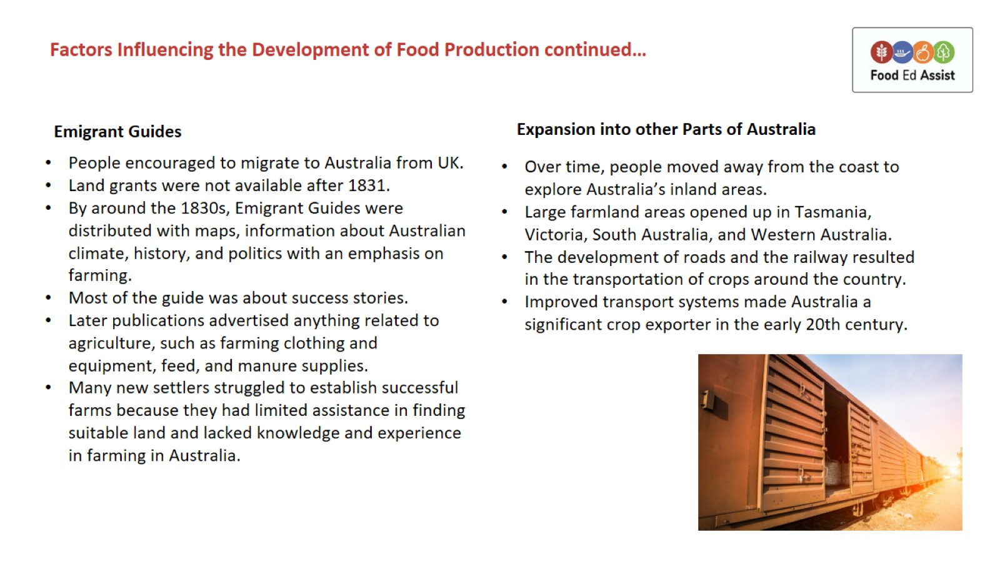 Factors Influencing the Development of Food Production continued...
Food Ed Assist
Emigrant Guides
• People encouraged to migrate to Australia from UK.
• Land grants were not available after 1831.
• By around the 1830s, Emigrant Guides were
distributed with maps, information about Australian
climate, history, and politics with an emphasis on
farming.
• Most of the guide was about success stories.
• Later publications advertised anything related to
agriculture, such as farming clothing and
equipment, feed, and manure supplies.
• Many new settlers struggled to establish successful
farms because they had limited assistance in finding
suitable land and lacked knowledge and experience
in farming in Australia.
Expansion into other Parts of Australia
• Over time, people moved away from the coast to
explore Australia’s inland areas.
• Large farmland areas opened up in Tasmania,
Victoria, South Australia, and Western Australia.
• The development of roads and the railway resulted
in the transportation of crops around the country.
• Improved transport systems made Australia a
significant crop exporter in the early 20th century.